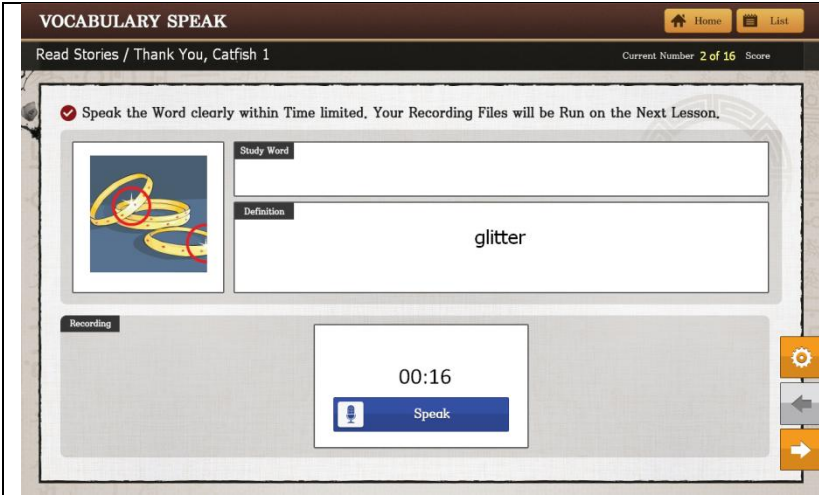 VOCABULARY SPEAK
Home
List
Read Stories / Thank You, Catfish 1
Current Number 2 of 16 Score
Speak the Word clearly within Time limited. Your Recording Files will be Run on the Next Lesson.
Study Word
Definition
glitter
Recording
00:16
Speak